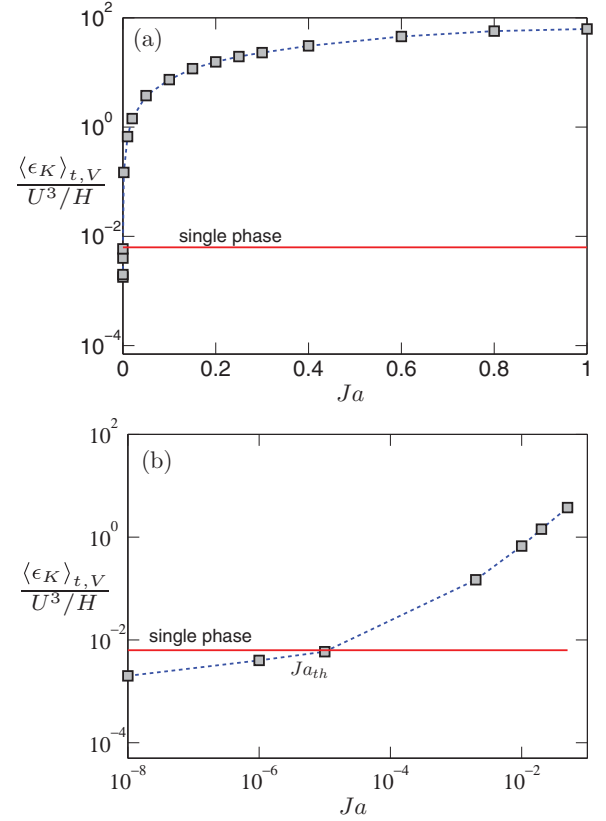 (a)
10^2
10^0
10^{-2}
10^{-4}
⟨ϵ_K⟩_{t,V}
U^3/H
single phase
0 0.2 0.4 0.6 0.8 1
Ja
(b)
10^2
10^0
10^{-2}
10^{-4}
⟨ϵ_K⟩_{t,V}
U^3/H
single phase
Ja_{th}
10^{-8} 10^{-6} 10^{-4} 10^{-2}
Ja